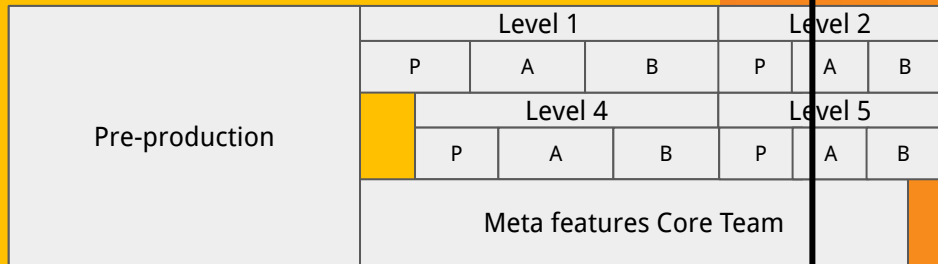 Level 1 Level 2
P A B P A B
Level 4 Level 5
Pre-production
P A B P A B
Meta features Core Team